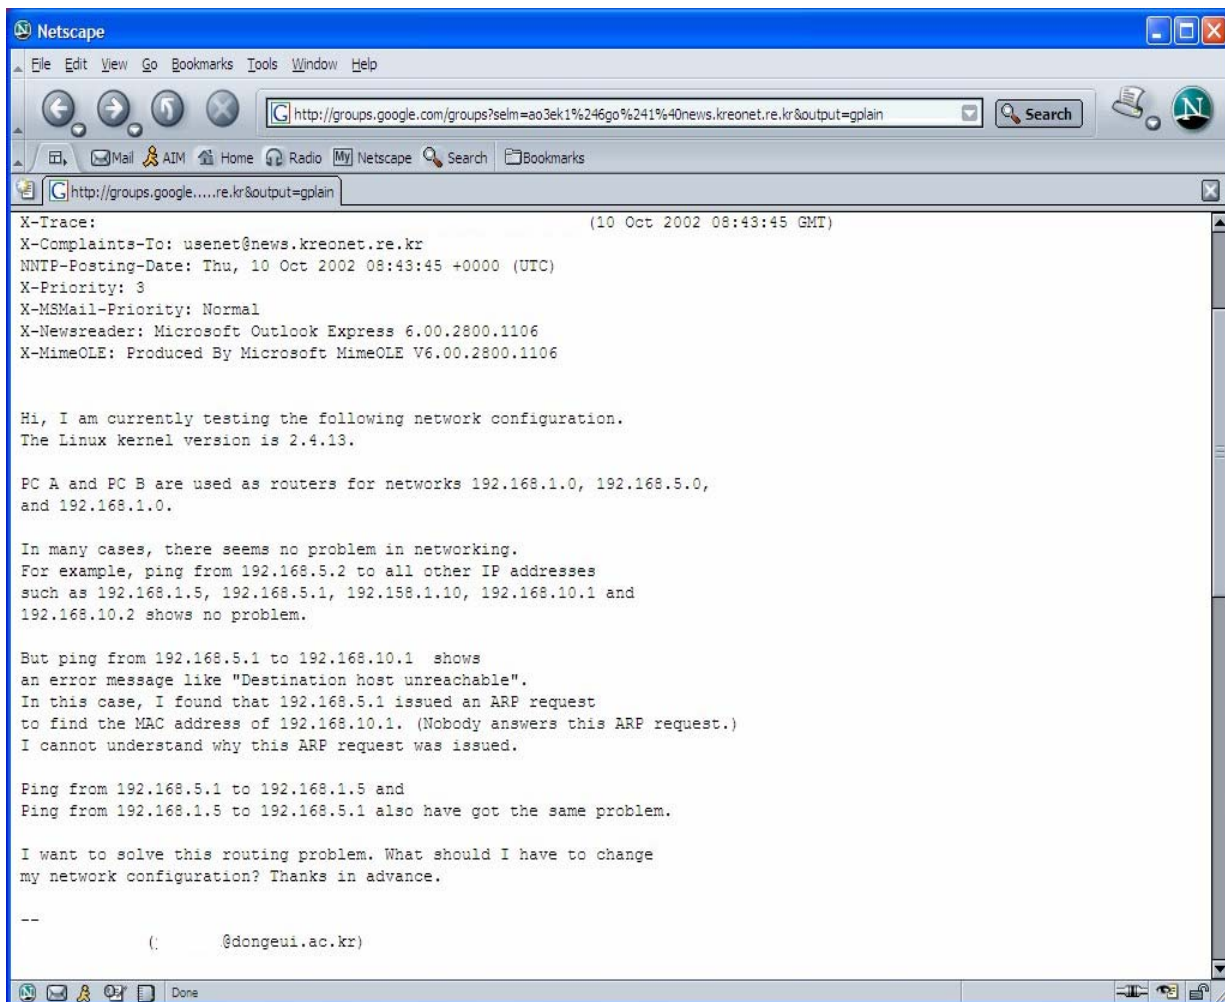 Netscape
File Edit View Go Bookmarks Tools Window Help
http://groups.google.com/groups?selm=ao3ek1%246go%241%40news.kreonet.re.kr&output=gplain
Search
N
Mail AIM Home Radio My Netscape Search Bookmarks
http://groups.google.....re.kr&output=gplain
X-Trace: (10 Oct 2002 08:43:45 GMT)
X-Complaints-To: usenet@news.kreonet.re.kr
NNTP-Posting-Date: Thu, 10 Oct 2002 08:43:45 +0000 (UTC)
X-Priority: 3
X-MSMail-Priority: Normal
X-Newsreader: Microsoft Outlook Express 6.00.2800.1106
X-MimeOLE: Produced By Microsoft MimeOLE V6.00.2800.1106
Hi, I am currently testing the following network configuration.
The Linux kernel version is 2.4.13.
PC A and PC B are used as routers for networks 192.168.1.0, 192.168.5.0,
and 192.168.1.0.
In many cases, there seems no problem in networking.
For example, ping from 192.168.5.2 to all other IP addresses
such as 192.168.1.5, 192.168.5.1, 192.158.1.10, 192.168.10.1 and
192.168.10.2 shows no problem.
But ping from 192.168.5.1 to 192.168.10.1 shows
an error message like "Destination host unreachable".
In this case, I found that 192.168.5.1 issued an ARP request
to find the MAC address of 192.168.10.1. (Nobody answers this ARP request.)
I cannot understand why this ARP request was issued.
Ping from 192.168.5.1 to 192.168.1.5 and
Ping from 192.168.1.5 to 192.168.5.1 also have got the same problem.
I want to solve this routing problem. What should I have to change
my network configuration? Thanks in advance.
--
( @dongeui.ac.kr)
Done